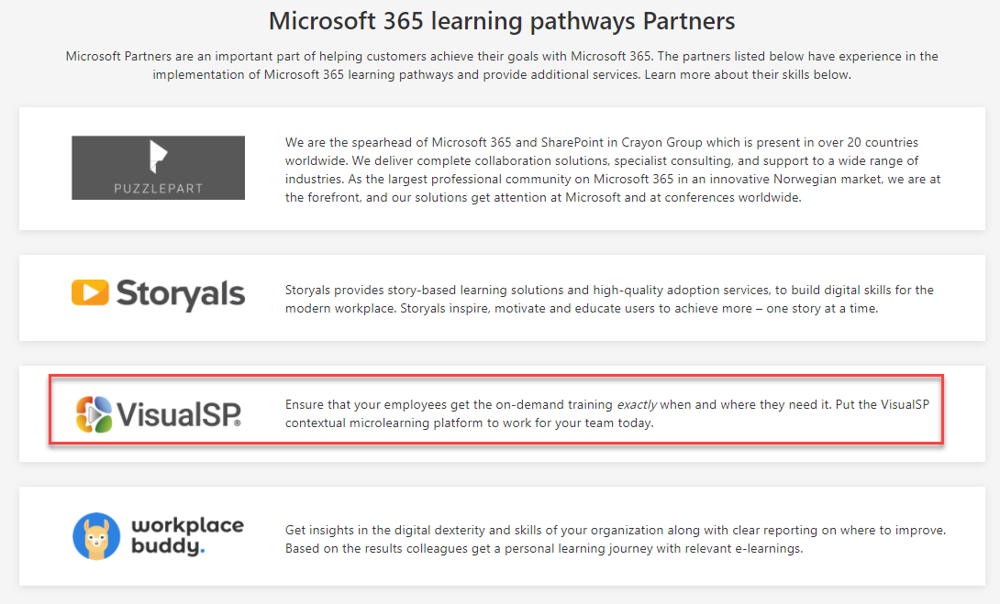 Microsoft 365 learning pathways Partners
Microsoft Partners are an important part of helping customers achieve their goals with Microsoft 365. The partners listed below have experience in the
implementation of Microsoft 365 learning pathways and provide additional services. Learn more about their skills below.
PUZZLEPART
We are the spearhead of Microsoft 365 and SharePoint in Crayon Group which is present in over 20 countries
worldwide. We deliver complete collaboration solutions, specialist consulting, and support to a wide range of
industries. As the largest professional community on Microsoft 365 in an innovative Norwegian market, we are at
the forefront, and our solutions get attention at Microsoft and at conferences worldwide.
Storyals
Storyals provides story-based learning solutions and high-quality adoption services, to build digital skills for the
modern workplace. Storyals inspire, motivate and educate users to achieve more – one story at a time.
VisualSP®
Ensure that your employees get the on-demand training exactly when and where they need it. Put the VisualSP
contextual microlearning platform to work for your team today.
workplace
buddy.
Get insights in the digital dexterity and skills of your organization along with clear reporting on where to improve.
Based on the results colleagues get a personal learning journey with relevant e-learnings.